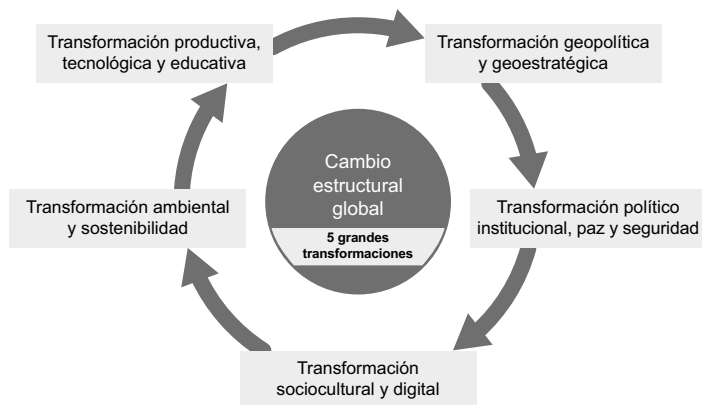 Transformación productiva,
tecnológica y educativa
Transformación geopolítica
y geoestratégica
Cambio
estructural
global
5 grandes
transformaciones
Transformación ambiental
y sostenibilidad
Transformación político
institucional, paz y seguridad
Transformación
sociocultural y digital